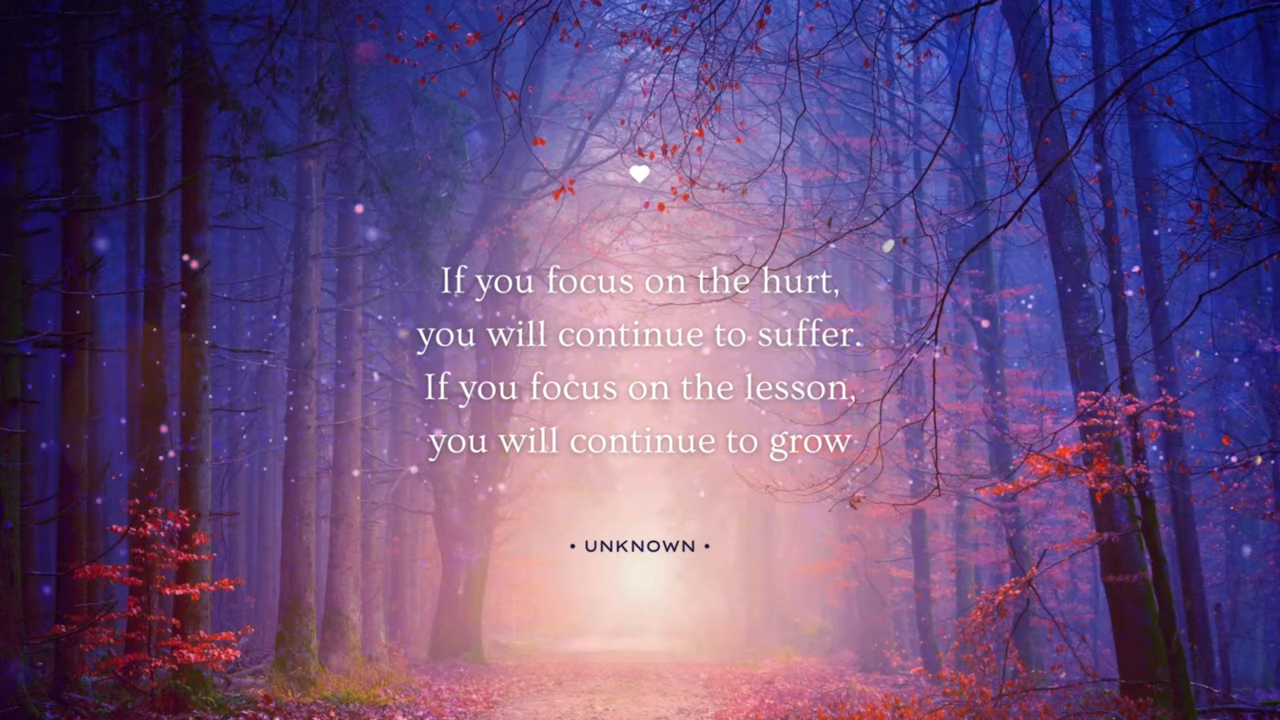 If you focus on the hurt,
you will continue to suffer.
If you focus on the lesson,
you will continue to grow
• UNKNOWN •